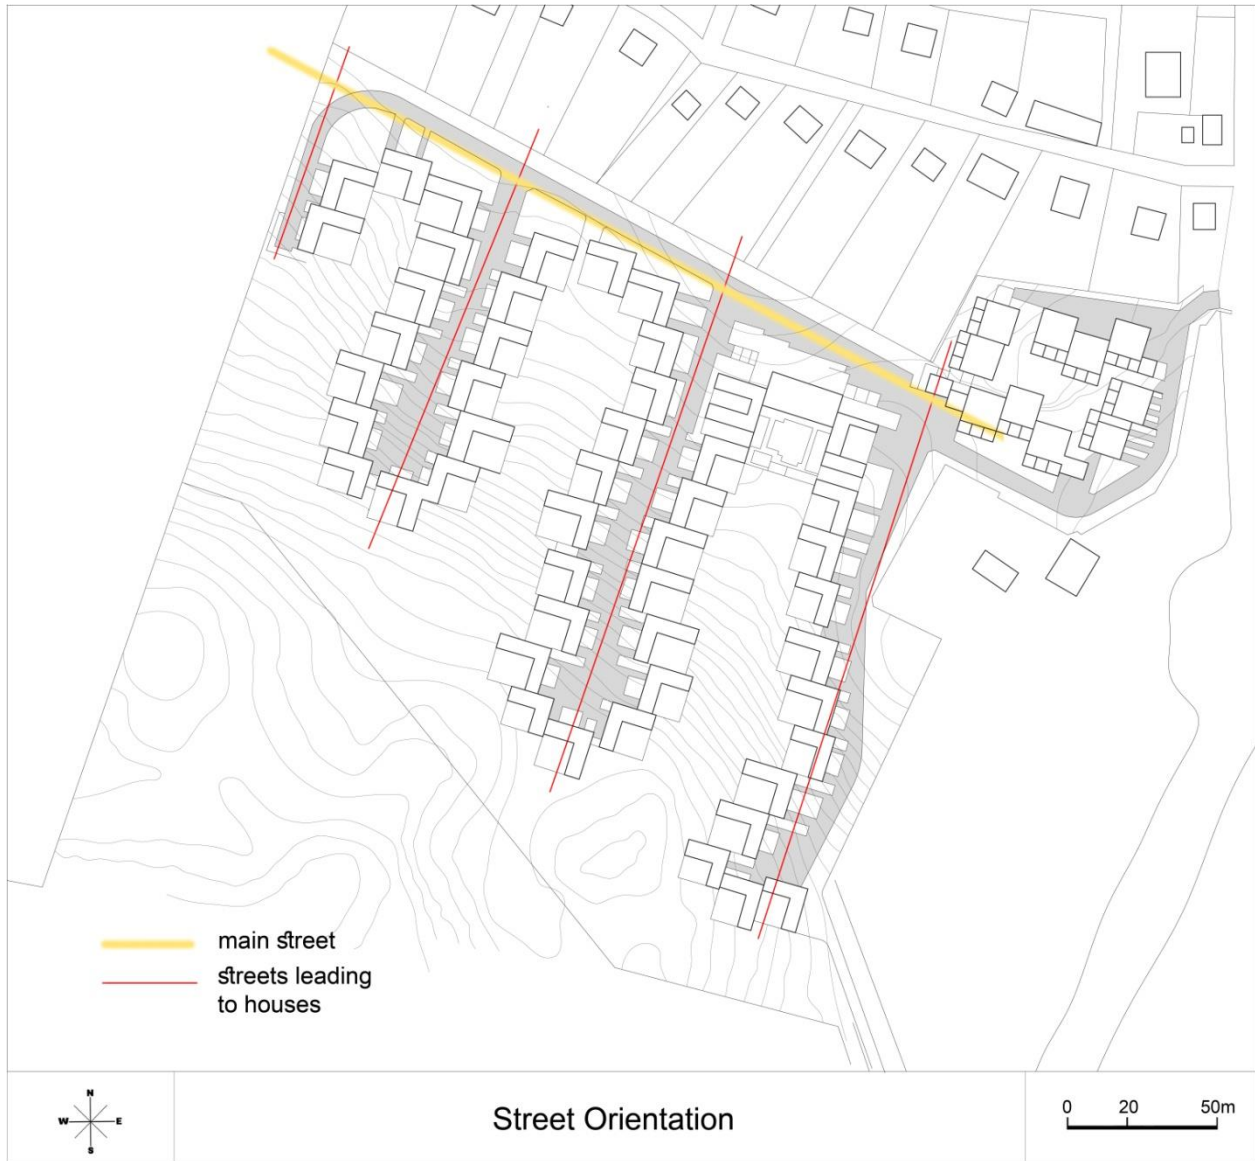 main street
streets leading
to houses
N
W E
S
Street Orientation
0 20 50m